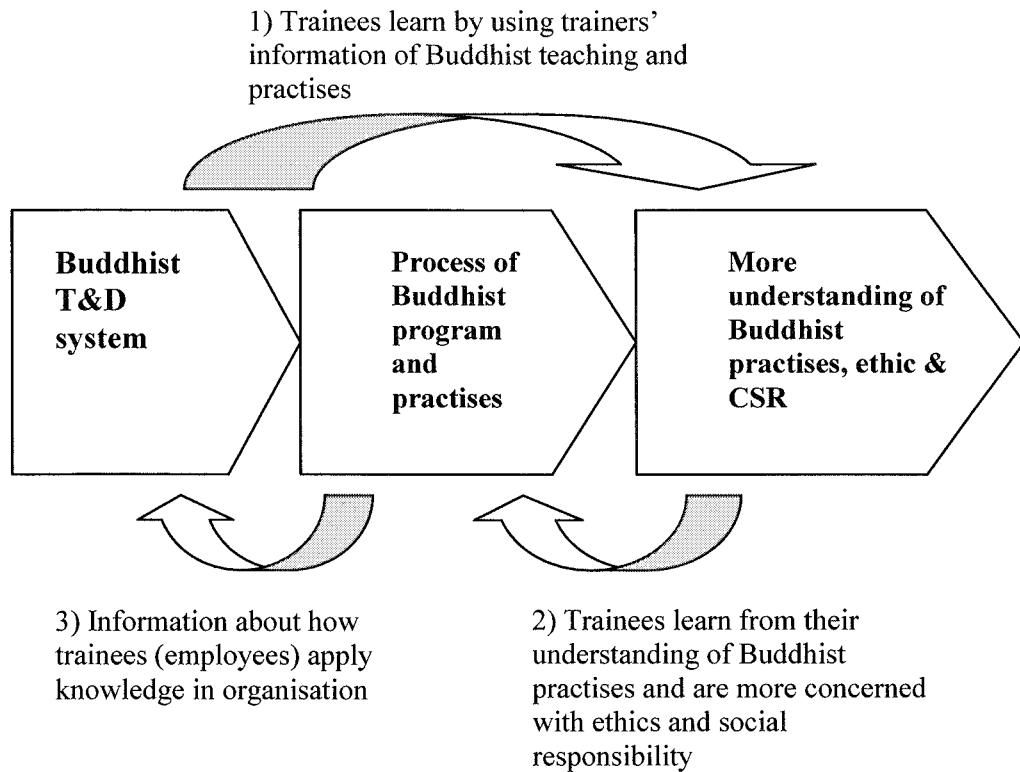 1) Trainees learn by using trainers’
information of Buddhist teaching and
practises
Buddhist
T&D
system
Process of
Buddhist
program
and
practises
More
understanding of
Buddhist
practises, ethic &
CSR
3) Information about how
trainees (employees) apply
knowledge in organisation
2) Trainees learn from their
understanding of Buddhist
practises and are more concerned
with ethics and social
responsibility